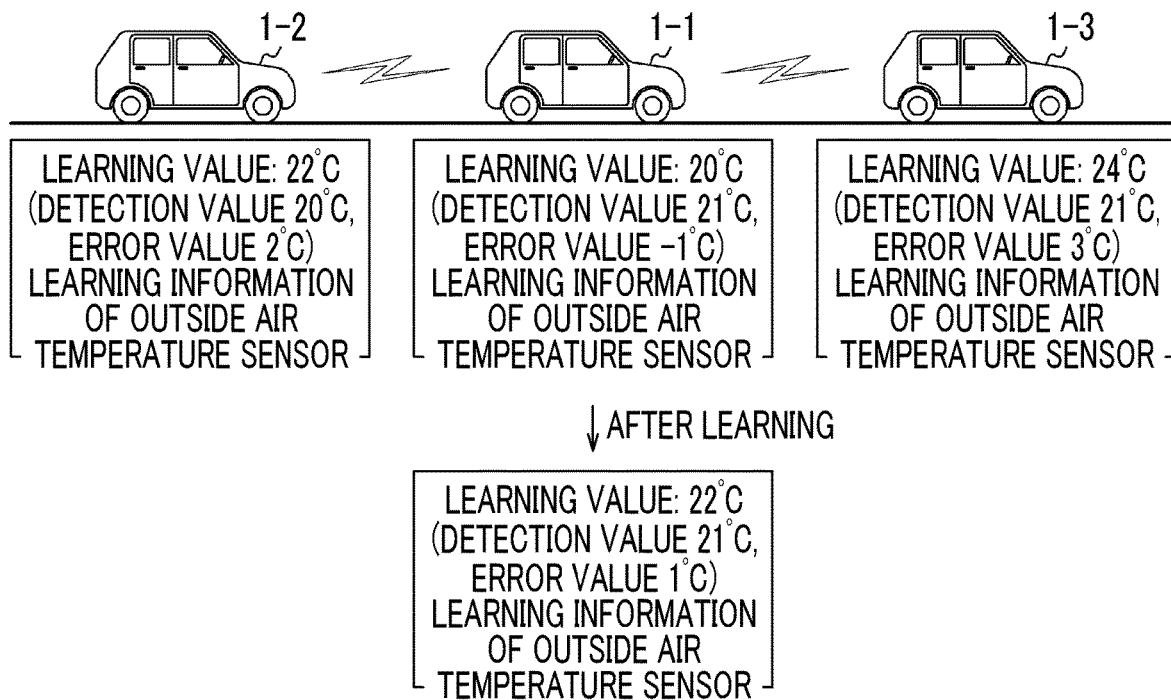 1-2
1-1
1-3
LEARNING VALUE: 22°C
(DETECTION VALUE 20°C,
ERROR VALUE 2°C)
LEARNING INFORMATION
OF OUTSIDE AIR
TEMPERATURE SENSOR
LEARNING VALUE: 20°C
(DETECTION VALUE 21°C,
ERROR VALUE -1°C)
LEARNING INFORMATION
OF OUTSIDE AIR
TEMPERATURE SENSOR
LEARNING VALUE: 24°C
(DETECTION VALUE 21°C,
ERROR VALUE 3°C)
LEARNING INFORMATION
OF OUTSIDE AIR
TEMPERATURE SENSOR
AFTER LEARNING
LEARNING VALUE: 22°C
(DETECTION VALUE 21°C,
ERROR VALUE 1°C)
LEARNING INFORMATION
OF OUTSIDE AIR
TEMPERATURE SENSOR